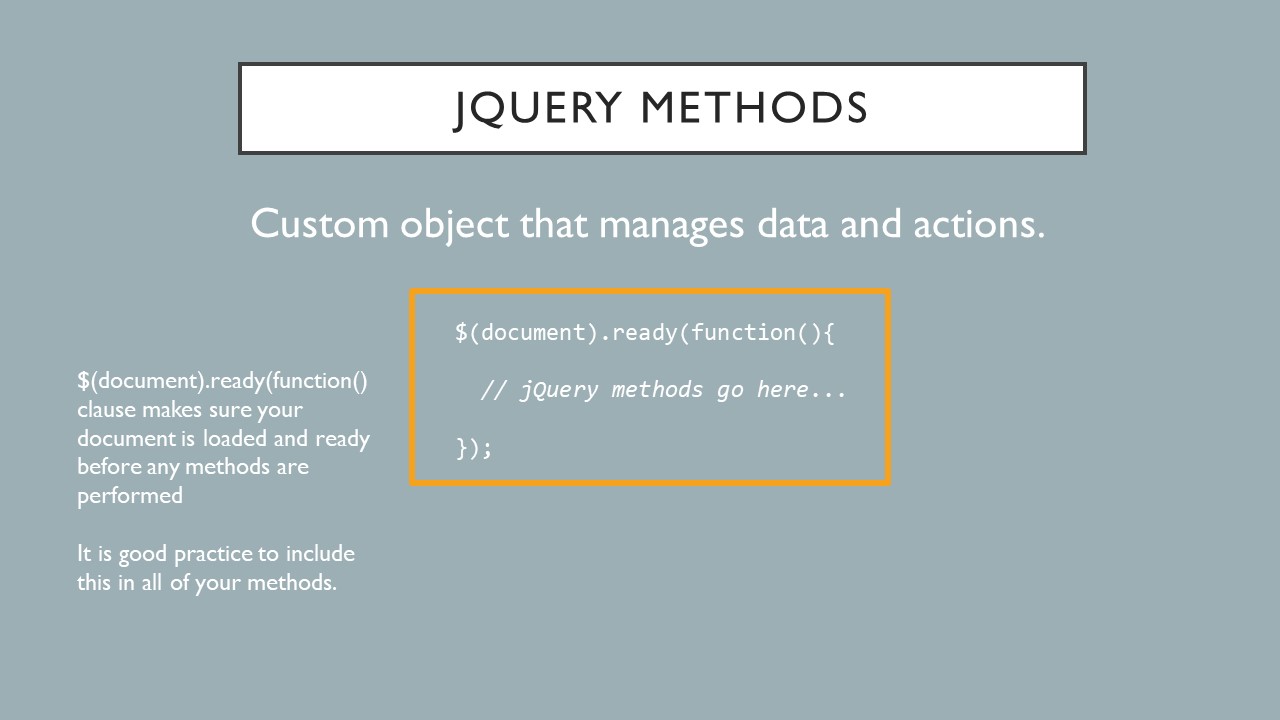 JQUERY METHODS
Custom object that manages data and actions.
$(document).ready(function()
clause makes sure your
document is loaded and ready
before any methods are
performed
It is good practice to include
this in all of your methods.
$(document).ready(function(){
// jQuery methods go here...
});